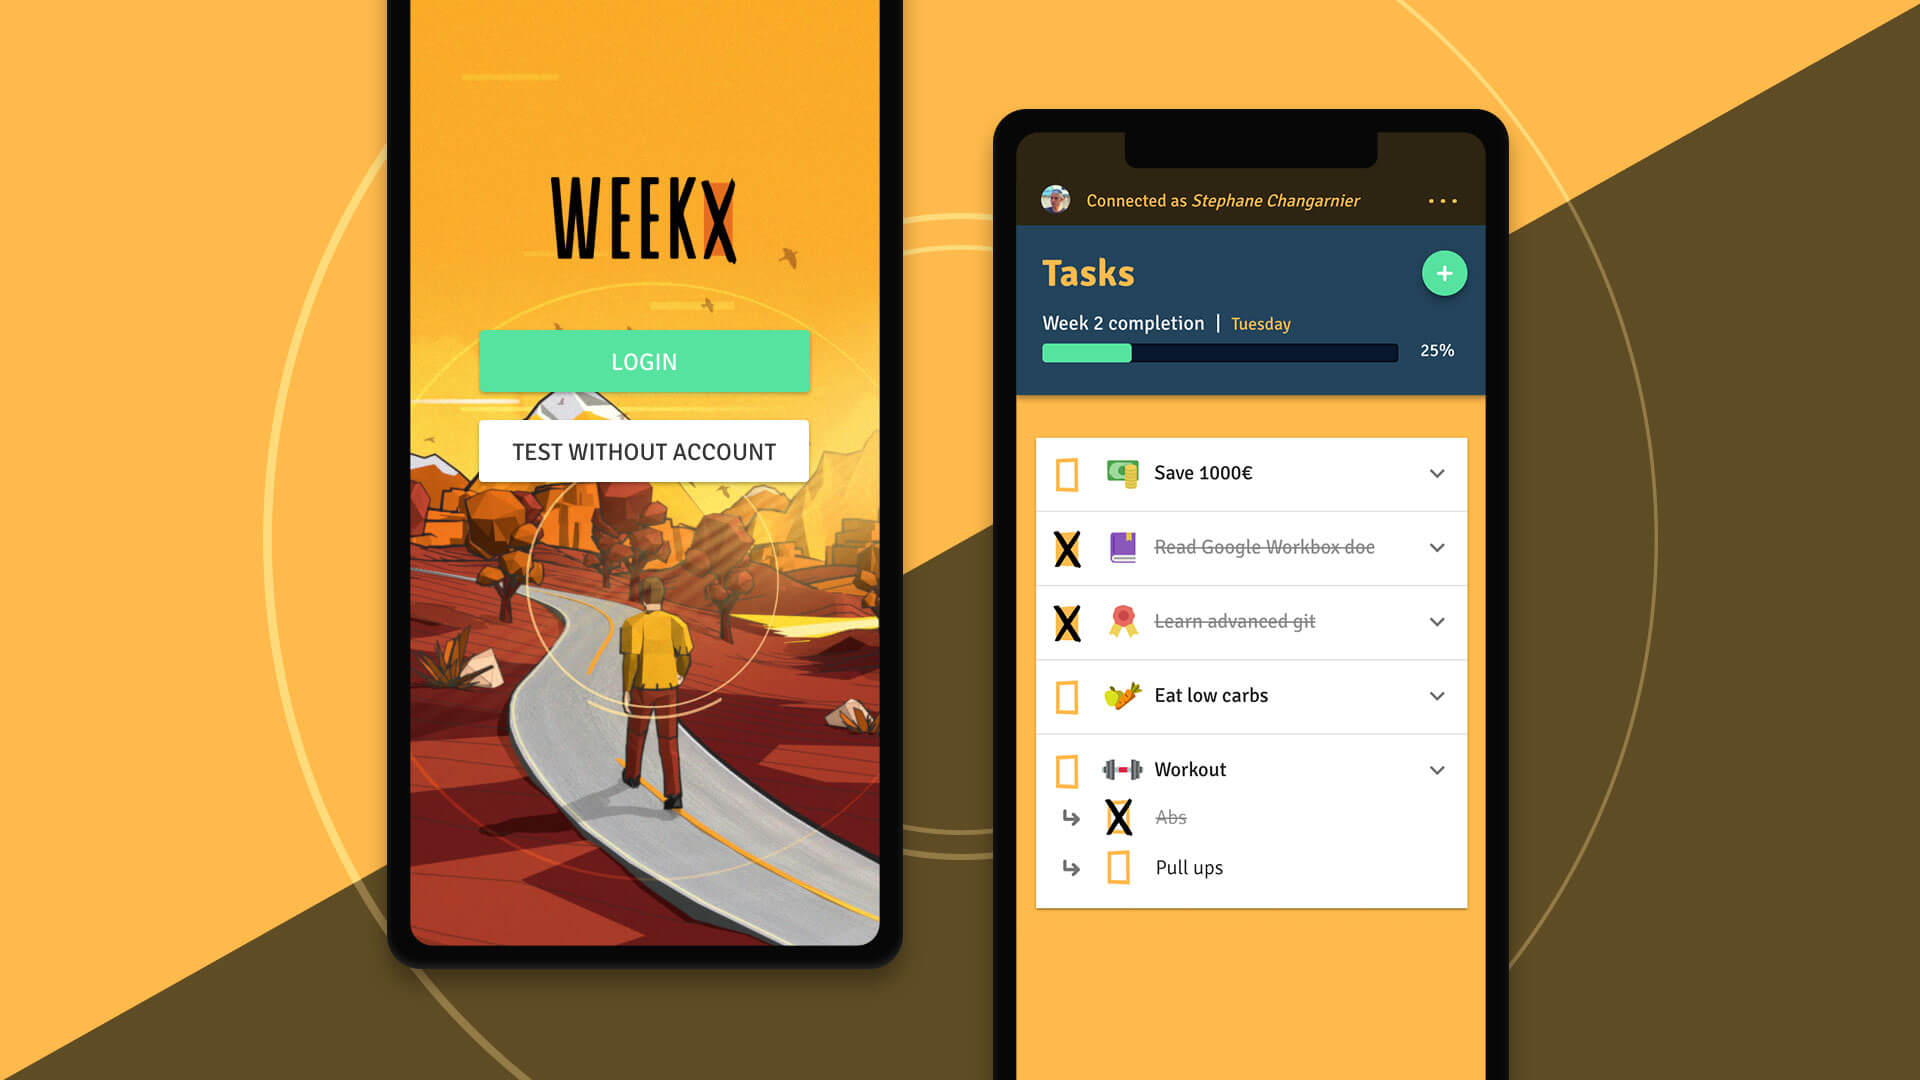 WEEKX
LOGIN
TEST WITHOUT ACCOUNT
Connected as Stephane Changarnier
Tasks
Week 2 completion | Tuesday
25%
Save 1000€
Read Google Workbox doc
Learn advanced git
Eat low carbs
Workout
Abs
Pull ups